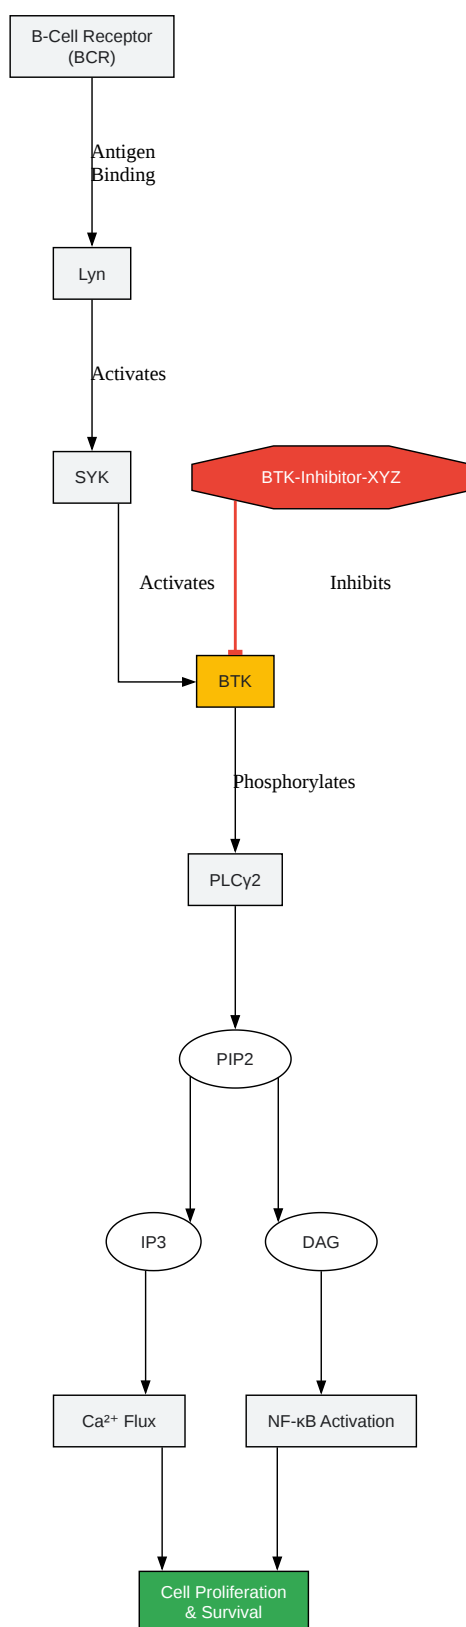 B-Cell Receptor
(BCR)
Antigen
Binding
Lyn
Activates
SYK
BTK-Inhibitor-XYZ
Activates
Inhibits
BTK
Phosphorylates
PLCγ2
PIP2
IP3
DAG
Ca²⁺ Flux
NF-κB Activation
Cell Proliferation
& Survival